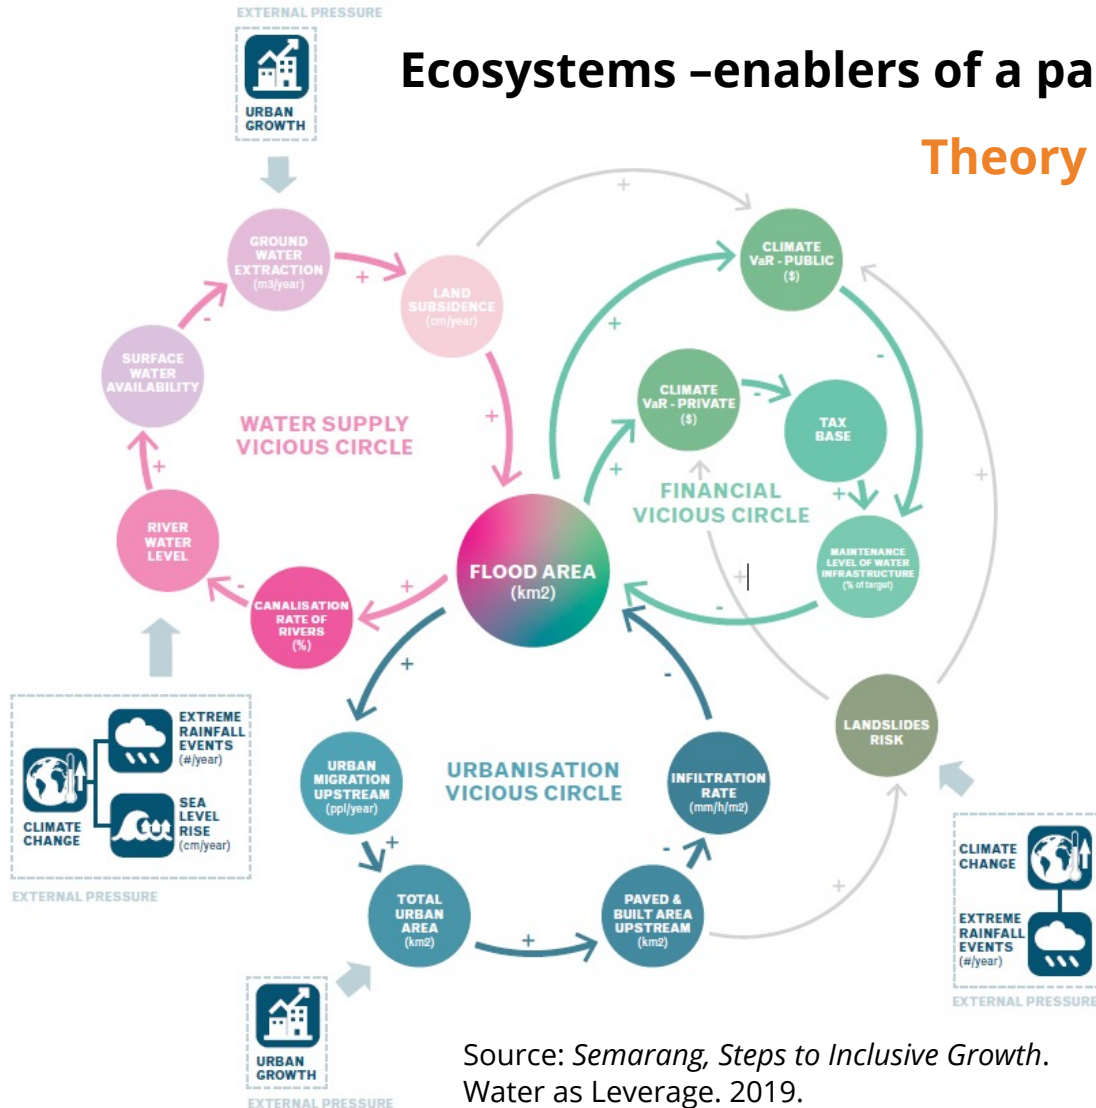 EXTERNAL PRESSURE
URBAN
GROWTH
Ecosystems –enablers of a pa
Theory
GROUND
WATER
EXTRACTION
(m3/year)
+
LAND
SUBSIDENCE
(cm/year)
+
+
-
SURFACE
WATER
AVAILABILITY
+
RIVER
WATER
LEVEL
-
CANALISATION
RATE OF
RIVERS
(%)
+
WATER SUPPLY
VICIOUS CIRCLE
FLOOD AREA
(km2)
CLIMATE
VaR - PUBLIC
($)
+
-
CLIMATE
VaR - PRIVATE
($)
+
-
TAX
BASE
+
FINANCIAL
VICIOUS CIRCLE
MAINTENANCE
LEVEL OF WATER
INFRASTRUCTURE
(% of target)
-
+
+
LANDSLIDES
RISK
+
URBANISATION
VICIOUS CIRCLE
+
URBAN
MIGRATION
UPSTREAM
(ppl/year)
+
TOTAL
URBAN
AREA
(km2)
+
PAVED &
BUILT AREA
UPSTREAM
(km2)
-
INFILTRATION
RATE
(mm/h/m2)
-
CLIMATE
CHANGE
EXTREME
RAINFALL
EVENTS
(#/year)
SEA
LEVEL
RISE
(cm/year)
EXTERNAL PRESSURE
URBAN
GROWTH
EXTERNAL PRESSURE
CLIMATE
CHANGE
EXTREME
RAINFALL
EVENTS
(#/year)
EXTERNAL PRESSURE
Source: Semarang, Steps to Inclusive Growth.
Water as Leverage. 2019.